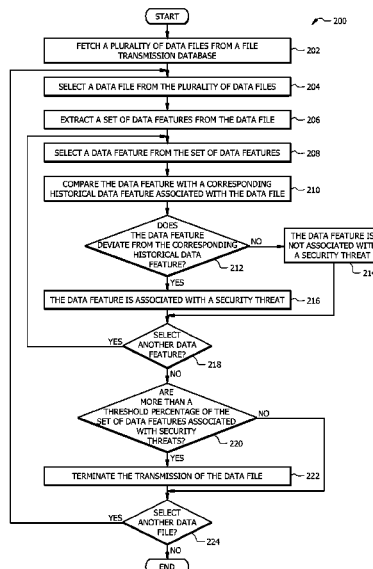 START
200
FETCH A PLURALITY OF DATA FILES FROM A FILE
TRANSMISSION DATABASE
202
SELECT A DATA FILE FROM THE PLURALITY OF DATA FILES
204
EXTRACT A SET OF DATA FEATURES FROM THE DATA FILE
206
SELECT A DATA FEATURE FROM THE SET OF DATA FEATURES
208
COMPARE THE DATA FEATURE WITH A CORRESPONDING
HISTORICAL DATA FEATURE ASSOCIATED WITH THE DATA FILE
210
DOES
THE DATA FEATURE
DEVIATE FROM THE CORRESPONDING
HISTORICAL DATA
FEATURE?
212
NO
THE DATA FEATURE IS
NOT ASSOCIATED WITH
A SECURITY THREAT
214
YES
THE DATA FEATURE IS ASSOCIATED WITH A SECURITY THREAT
216
YES
SELECT
ANOTHER DATA
FEATURE?
218
NO
ARE
MORE THAN A
THRESHOLD PERCENTAGE OF THE
SET OF DATA FEATURES ASSOCIATED
WITH SECURITY
THREATS?
220
NO
YES
TERMINATE THE TRANSMISSION OF THE DATA FILE
222
YES
SELECT
ANOTHER DATA
FILE?
224
NO
END